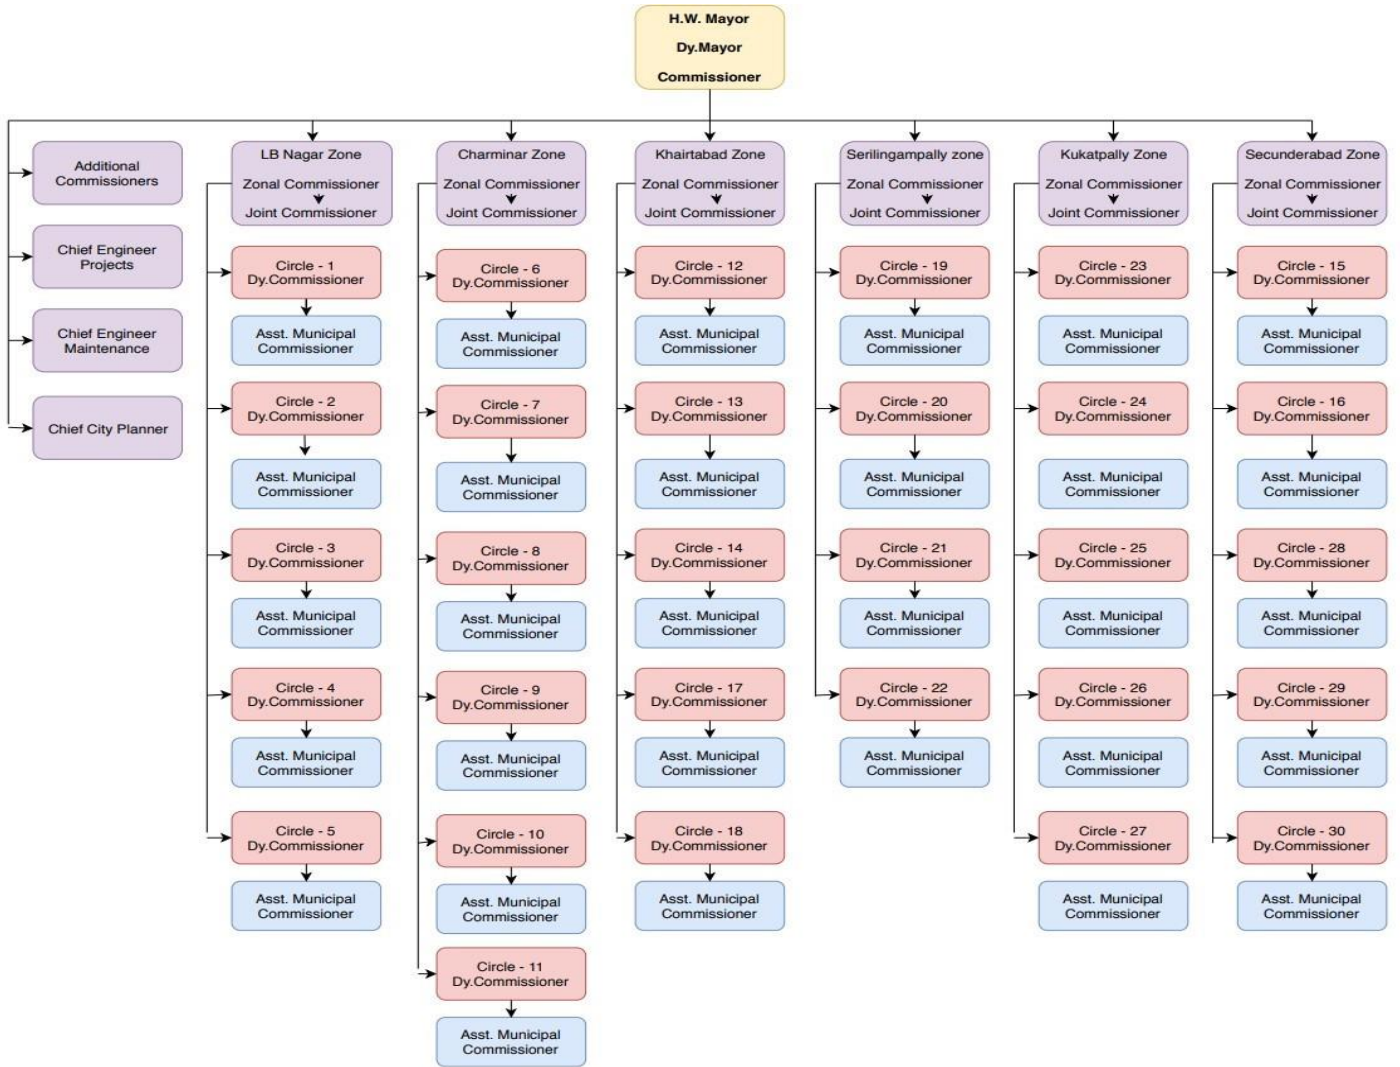 H.W. Mayor
Dy.Mayor
Commissioner
Additional
Commissioners
Chief Engineer
Projects
Chief Engineer
Maintenance
Chief City Planner
LB Nagar Zone
Zonal Commissioner
Joint Commissioner
Circle - 1
Dy.Commissioner
Asst. Municipal
Commissioner
Circle - 2
Dy.Commissioner
Asst. Municipal
Commissioner
Circle - 3
Dy.Commissioner
Asst. Municipal
Commissioner
Circle - 4
Dy.Commissioner
Asst. Municipal
Commissioner
Circle - 5
Dy.Commissioner
Asst. Municipal
Commissioner
Charminar Zone
Zonal Commissioner
Joint Commissioner
Circle - 6
Dy.Commissioner
Asst. Municipal
Commissioner
Circle - 7
Dy.Commissioner
Asst. Municipal
Commissioner
Circle - 8
Dy.Commissioner
Asst. Municipal
Commissioner
Circle - 9
Dy.Commissioner
Asst. Municipal
Commissioner
Circle - 10
Dy.Commissioner
Asst. Municipal
Commissioner
Circle - 11
Dy.Commissioner
Asst. Municipal
Commissioner
Khairtabad Zone
Zonal Commissioner
Joint Commissioner
Circle - 12
Dy.Commissioner
Asst. Municipal
Commissioner
Circle - 13
Dy.Commissioner
Asst. Municipal
Commissioner
Circle - 14
Dy.Commissioner
Asst. Municipal
Commissioner
Circle - 17
Dy.Commissioner
Asst. Municipal
Commissioner
Circle - 18
Dy.Commissioner
Asst. Municipal
Commissioner
Serilingampally zone
Zonal Commissioner
Joint Commissioner
Circle - 19
Dy.Commissioner
Asst. Municipal
Commissioner
Circle - 20
Dy.Commissioner
Asst. Municipal
Commissioner
Circle - 21
Dy.Commissioner
Asst. Municipal
Commissioner
Circle - 22
Dy.Commissioner
Asst. Municipal
Commissioner
Kukatpally Zone
Zonal Commissioner
Joint Commissioner
Circle - 23
Dy.Commissioner
Asst. Municipal
Commissioner
Circle - 24
Dy.Commissioner
Asst. Municipal
Commissioner
Circle - 25
Dy.Commissioner
Asst. Municipal
Commissioner
Circle - 26
Dy.Commissioner
Asst. Municipal
Commissioner
Circle - 27
Dy.Commissioner
Asst. Municipal
Commissioner
Secunderabad Zone
Zonal Commissioner
Joint Commissioner
Circle - 15
Dy.Commissioner
Asst. Municipal
Commissioner
Circle - 16
Dy.Commissioner
Asst. Municipal
Commissioner
Circle - 28
Dy.Commissioner
Asst. Municipal
Commissioner
Circle - 29
Dy.Commissioner
Asst. Municipal
Commissioner
Circle - 30
Dy.Commissioner
Asst. Municipal
Commissioner